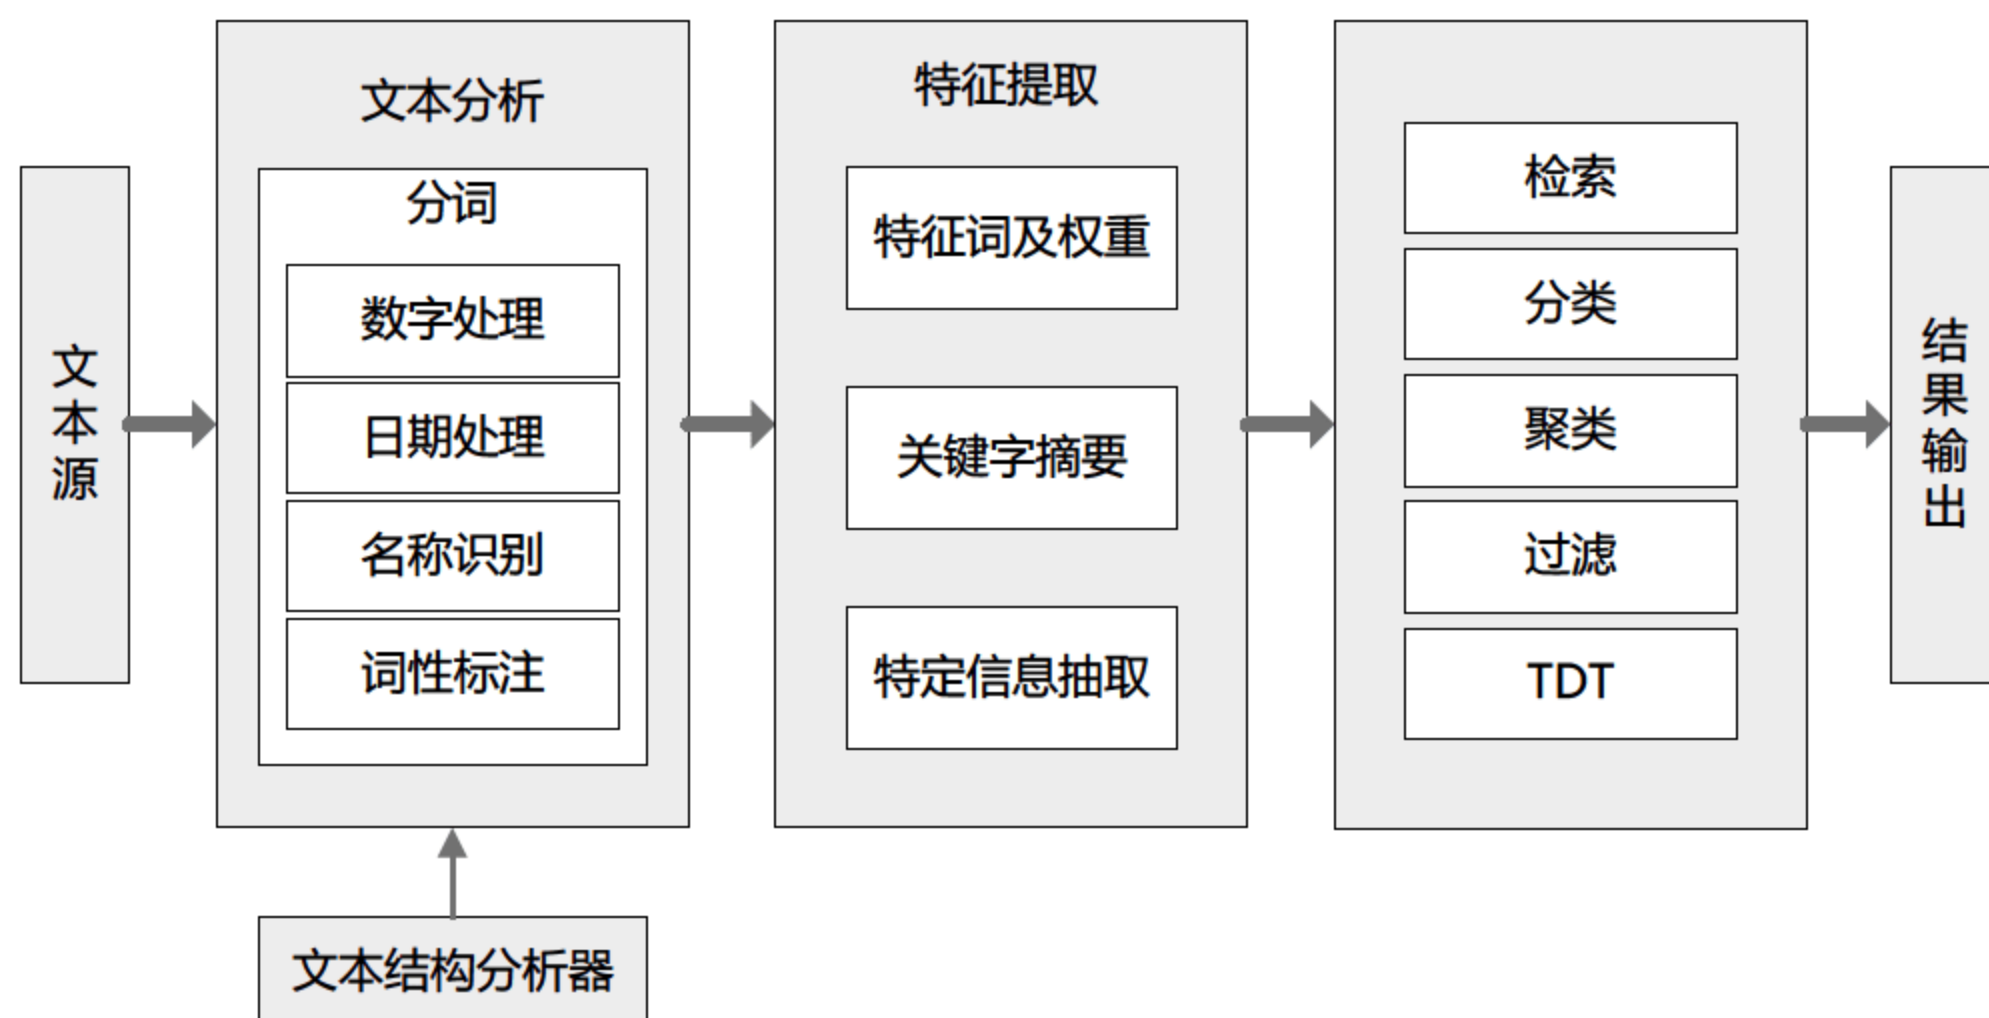 文本源
文本分析
分词
数字处理
日期处理
名称识别
词性标注
文本结构分析器
特征提取
特征词及权重
关键字摘要
特定信息抽取
检索
分类
聚类
过滤
TDT
结果输出